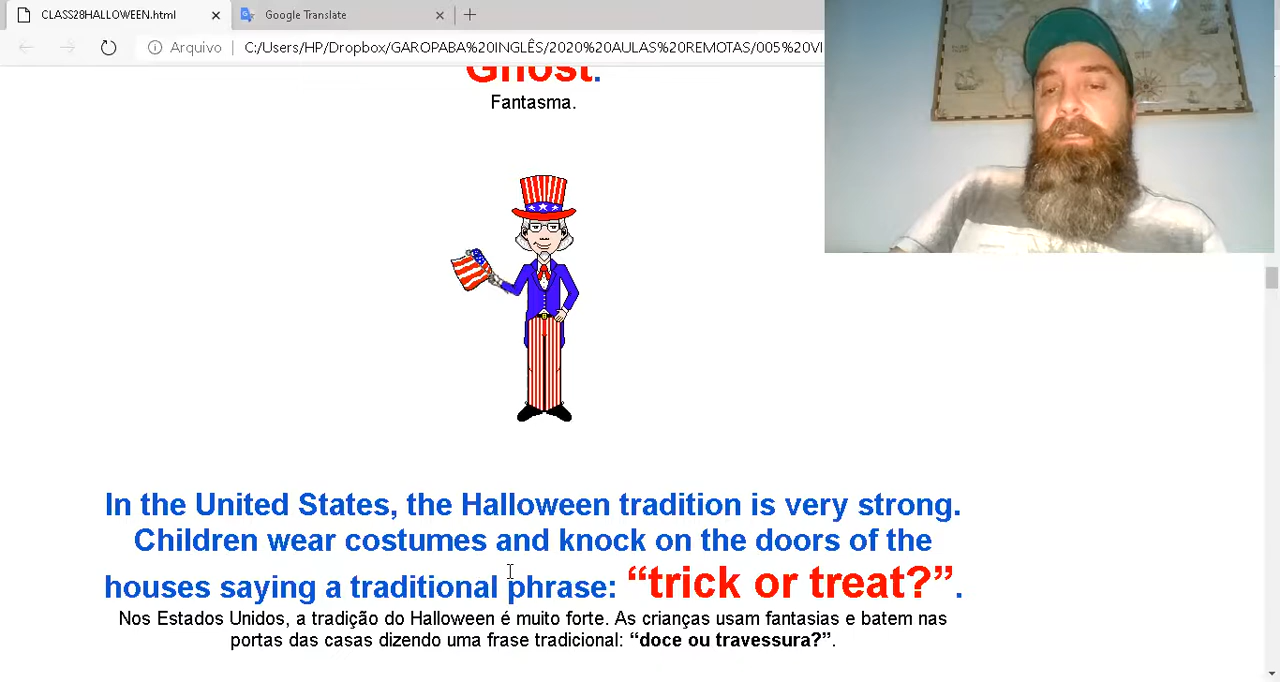 CLASS28HALLOWEEN.html
Google Translate
Arquivo
C:/Users/HP/Dropbox/GAROPABA%20INGLÊS/2020%20AULAS%20REMOTAS/005%20VI
Ghost.
Fantasma.
In the United States, the Halloween tradition is very strong.
Children wear costumes and knock on the doors of the
houses saying a traditional phrase: “trick or treat?”.
Nos Estados Unidos, a tradição do Halloween é muito forte. As crianças usam fantasias e batem nas
portas das casas dizendo uma frase tradicional: “doce ou travessura?”.